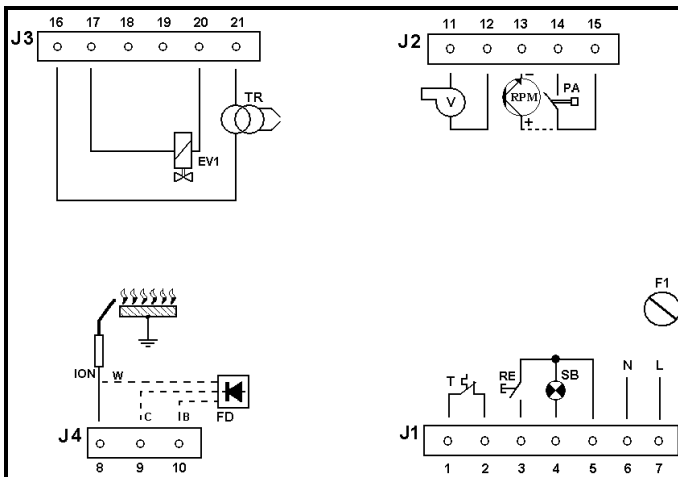 16 17 18 19 20 21
J3
TR
EV1
11 12 13 14 15
J2
V
RPM
PA
−
+
F1
ION
W
C
B
FD
J4
8 9 10
T
RE
SB
N
L
J1
1 2 3 4 5 6 7